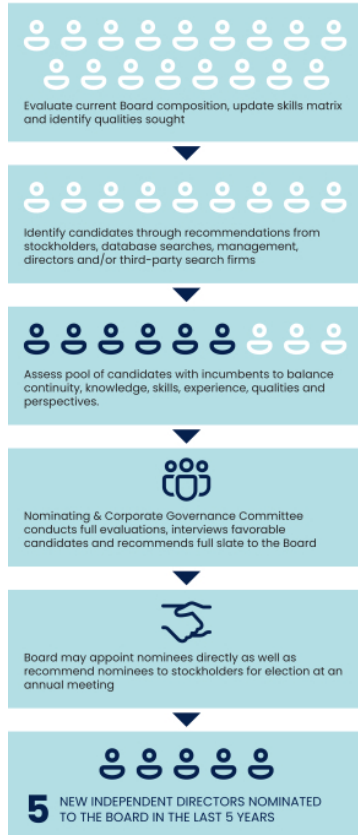 Evaluate current Board composition, update skills matrix
and identify qualities sought
Identify candidates through recommendations from
stockholders, database searches, management,
directors and/or third-party search firms
Assess pool of candidates with incumbents to balance
continuity, knowledge, skills, experience, qualities and
perspectives.
Nominating & Corporate Governance Committee
conducts full evaluations, interviews favorable
candidates and recommends full slate to the Board
Board may appoint nominees directly as well as
recommend nominees to stockholders for election at an
annual meeting
5 NEW INDEPENDENT DIRECTORS NOMINATED
TO THE BOARD IN THE LAST 5 YEARS